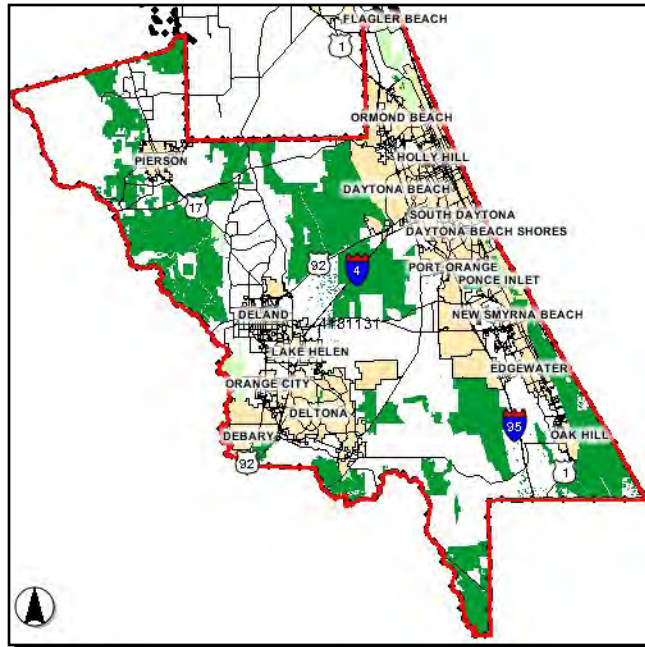 FLAGLER BEACH
1
ORMOND BEACH
HOLLY HILL
PIERSON
DAYTONA BEACH
17
SOUTH DAYTONA
DAYTONA BEACH SHORES
92
4
PORT ORANGE
PONCE INLET
DELAND
NEW SMYRNA BEACH
LAKE HELEN
EDGEWATER
ORANGE CITY
DELTONA
95
DEBARY
OAK HILL
92
1